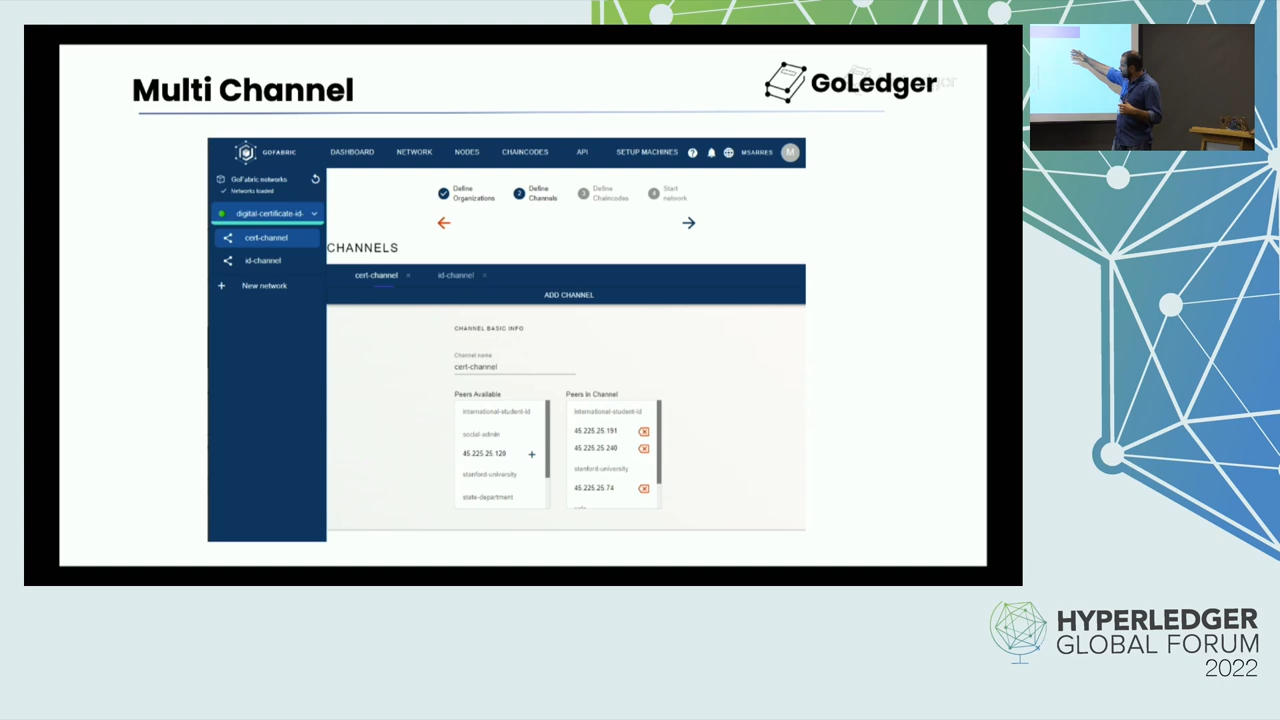 Multi Channel
GoLedger
GOFABRIC
DASHBOARD NETWORK NODES CHAINCODES API SETUP MACHINES ? MSARRES M
GoFabric networks
Networks loaded
digital-certificate-id-
cert-channel
id-channel
+ New network
Define Organizations
2 Define Channels
3 Define Chaincodes
4 Start network
CHANNELS
cert-channel × id-channel ×
ADD CHANNEL
CHANNEL BASIC INFO
Channel name
cert-channel
Peers Available
international-student-id
social-admin
45.225.25.120 +
stanford-university
state-department
Peers In Channel
international-student-id
45.225.25.191
45.225.25.240
stanford-university
45.225.25.74
HYPERLEDGER
GLOBAL FORUM
2022